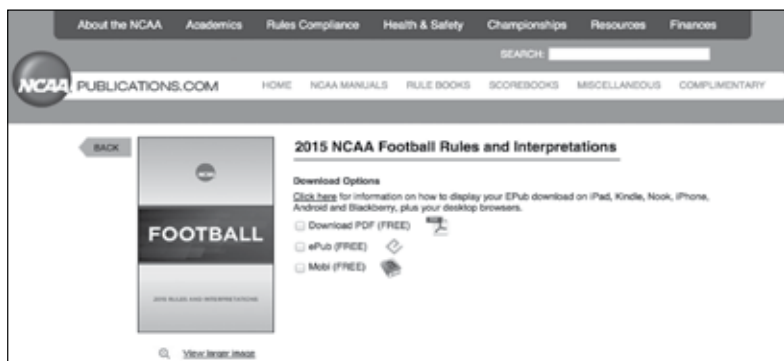 About the NCAA Academics Rules Compliance Health & Safety Championships Resources Finances
SEARCH:
NCAA PUBLICATIONS.COM HOME NCAA MANUALS RULE BOOKS SCOREBOOKS MISCELLANEOUS COMPLIMENTARY
BACK
2015 NCAA Football Rules and Interpretations
Download Options
Click here for information on how to display your EPub download on iPad, Kindle, Nook, iPhone,
Android and Blackberry, plus your desktop browsers.
Download PDF (FREE)
ePub (FREE)
Mobi (FREE)
FOOTBALL
2015 RULES AND INTERPRETATIONS
View larger image